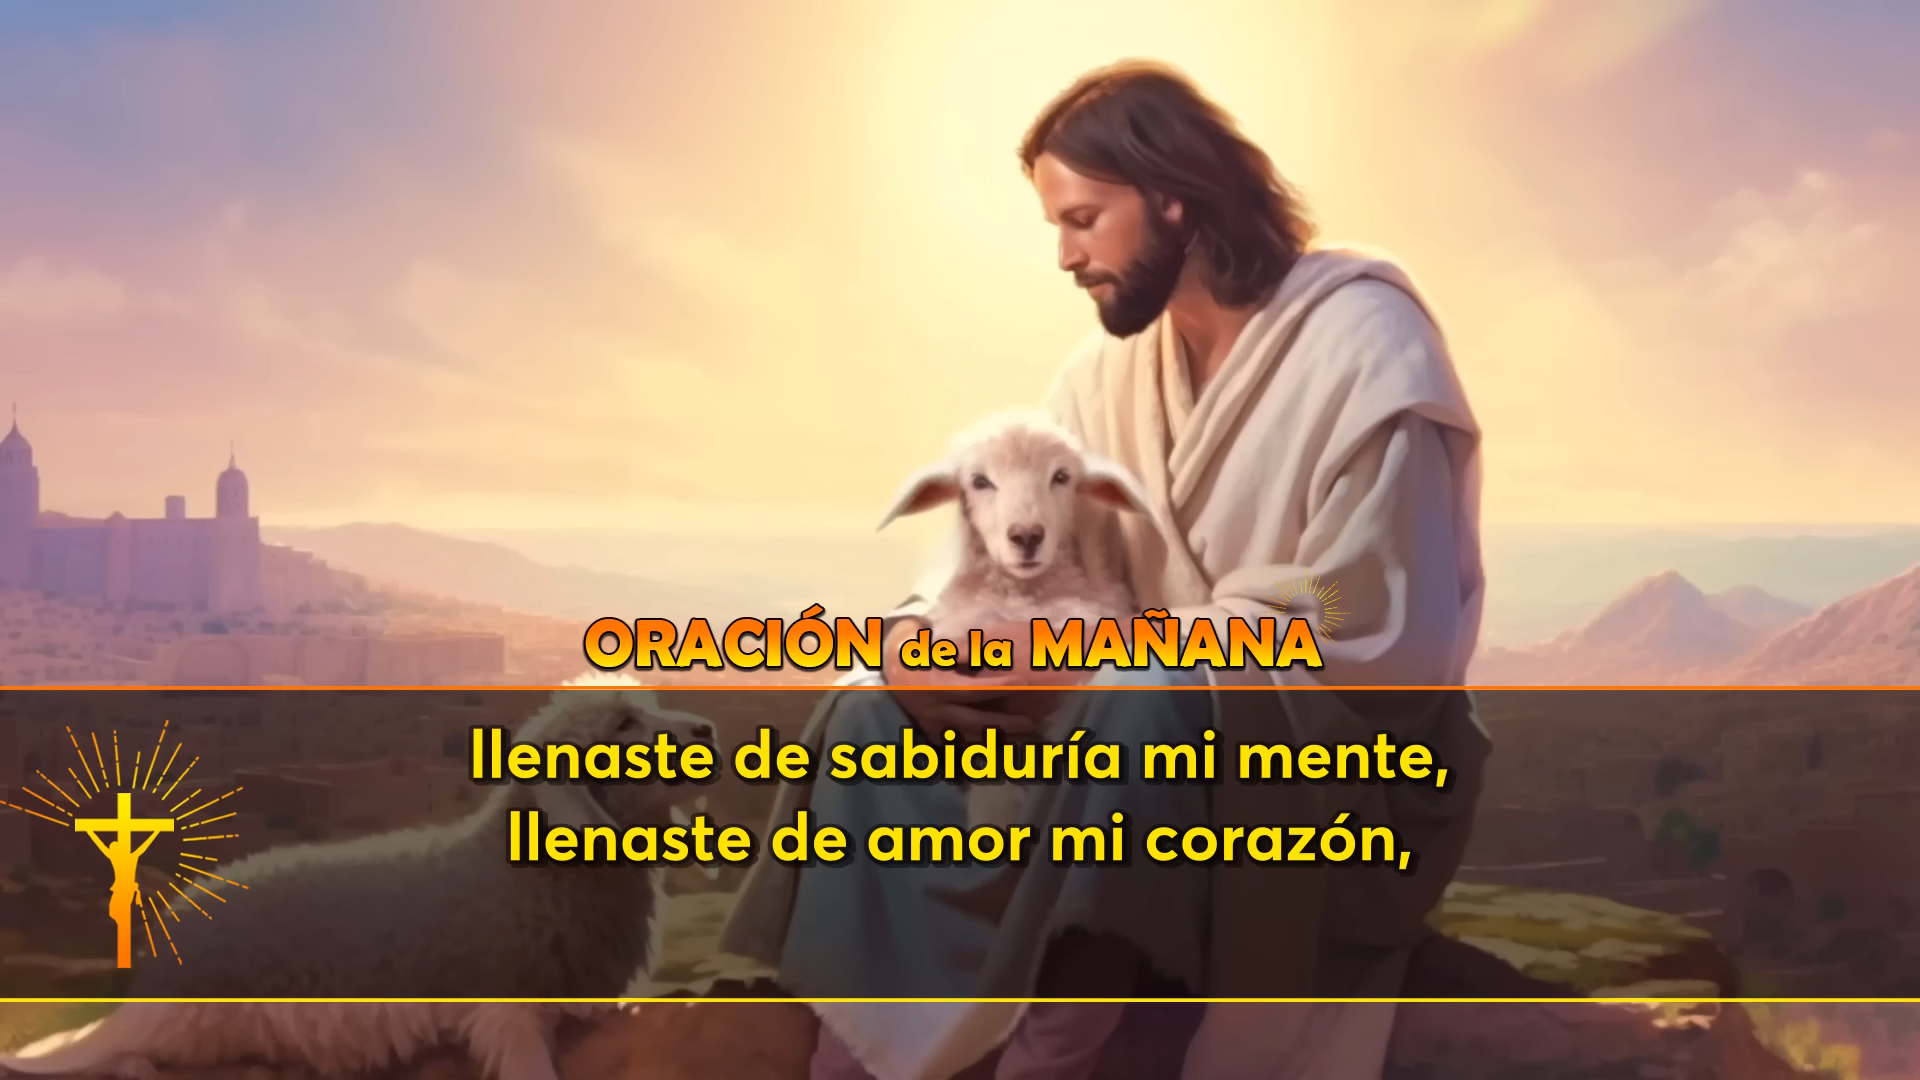 ORACIÓN de la MAÑANA
llenaste de sabiduría mi mente,
llenaste de amor mi corazón,